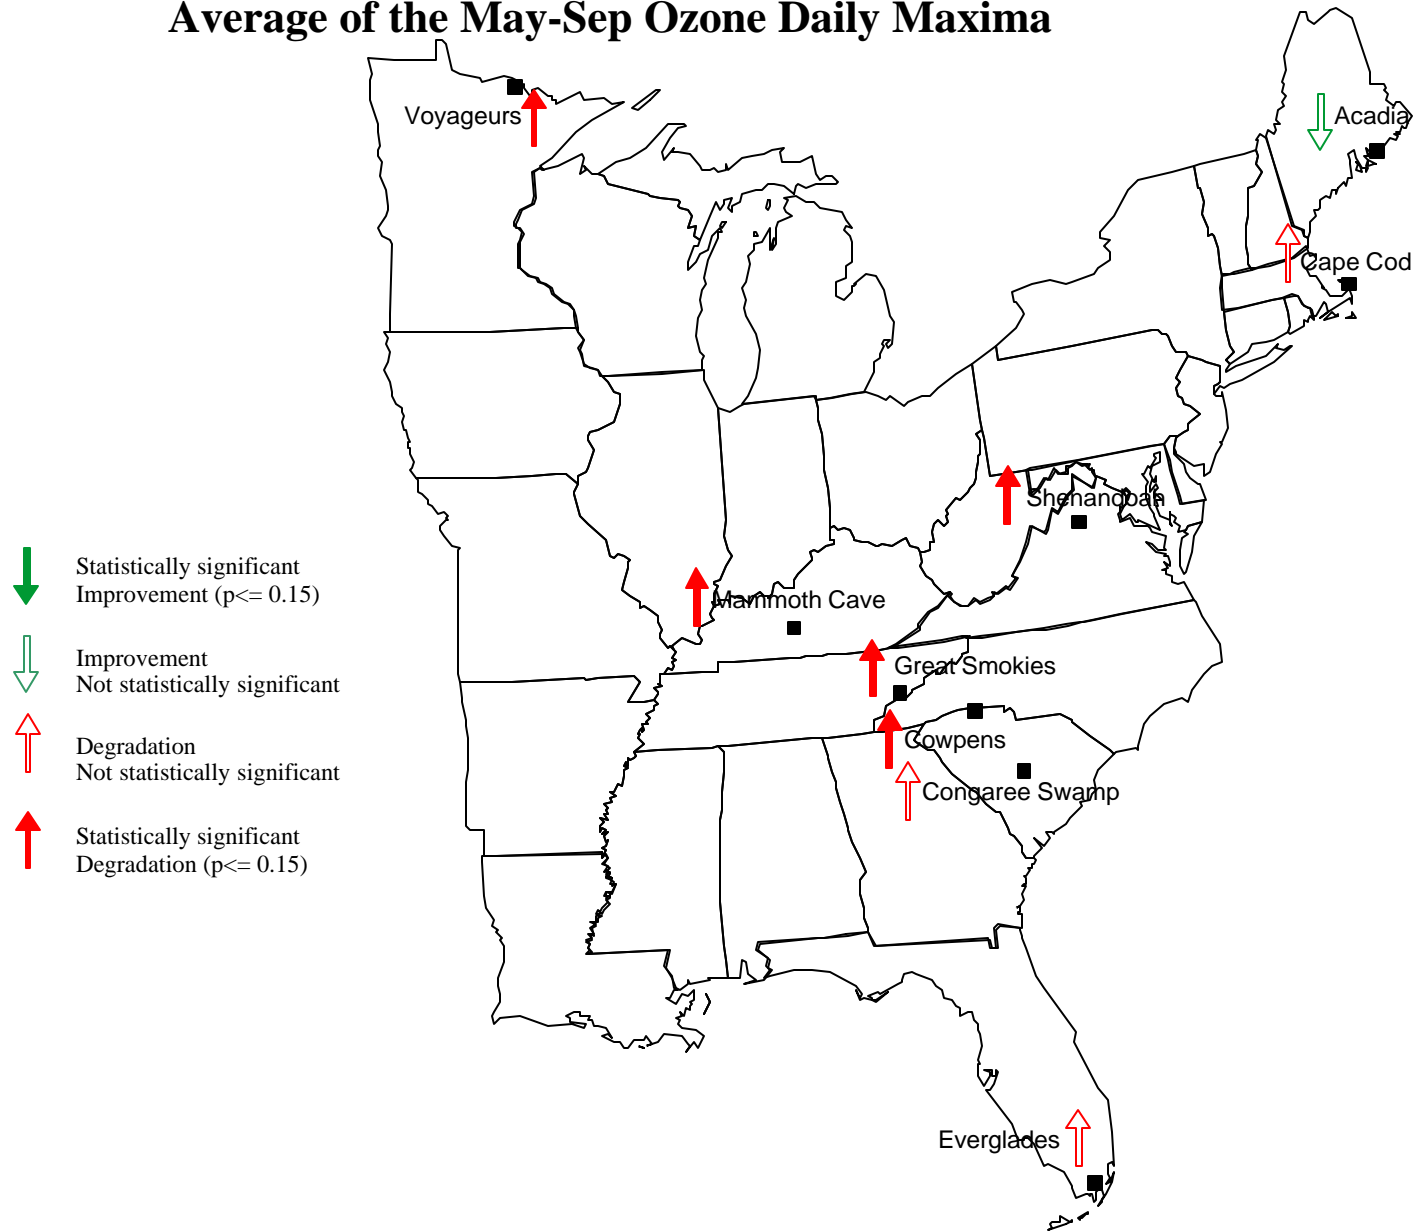 Average of the May-Sep Ozone Daily Maxima
Voyageurs
Acadia
Cape Cod
Shenandoah
Mammoth Cave
Great Smokies
Cowpens
Congaree Swamp
Everglades
Statistically significant
Improvement (p<= 0.15)
Improvement
Not statistically significant
Degradation
Not statistically significant
Statistically significant
Degradation (p<= 0.15)